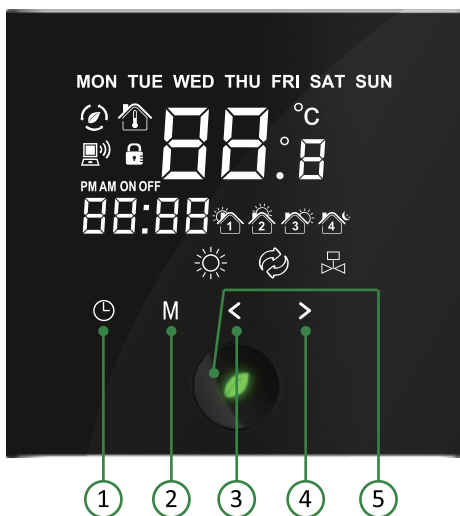 MON TUE WED THU FRI SAT SUN
88.8 °C
PM AM ON OFF
88:88 1 2 3 4
M < >
1 2 3 4 5